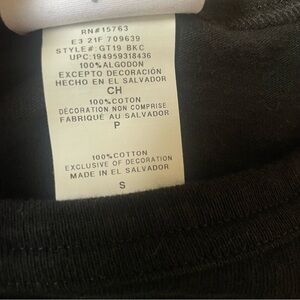 RN#15763
E3 21F 709639
STYLE#: GT19 BKC
UPC:194959318436
100%ALGODON
EXCEPTO DECORACIÓN
HECHO EN EL SALVADOR
CH
100%COTON
DÉCORATION NON COMPRISE
FABRIQUÉ AU SALVADOR
P
100%COTTON
EXCLUSIVE OF DECORATION
MADE IN EL SALVADOR
S